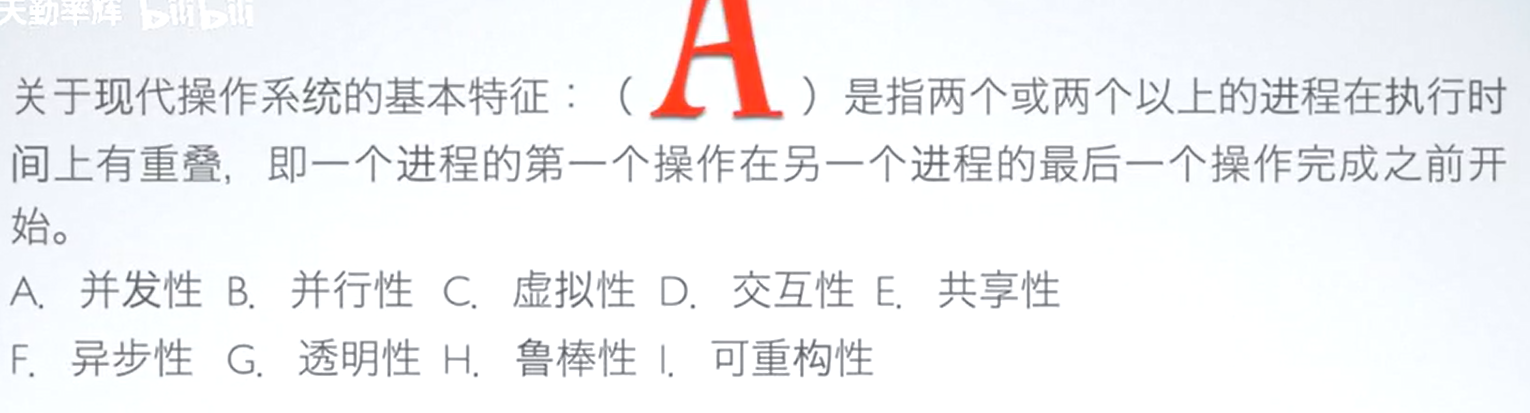 天勤率辉 bilibili
关于现代操作系统的基本特征：（ A ）是指两个或两个以上的进程在执行时
间上有重叠，即一个进程的第一个操作在另一个进程的最后一个操作完成之前开
始。
A. 并发性 B. 并行性 C. 虚拟性 D. 交互性 E. 共享性
F. 异步性 G. 透明性 H. 鲁棒性 I. 可重构性